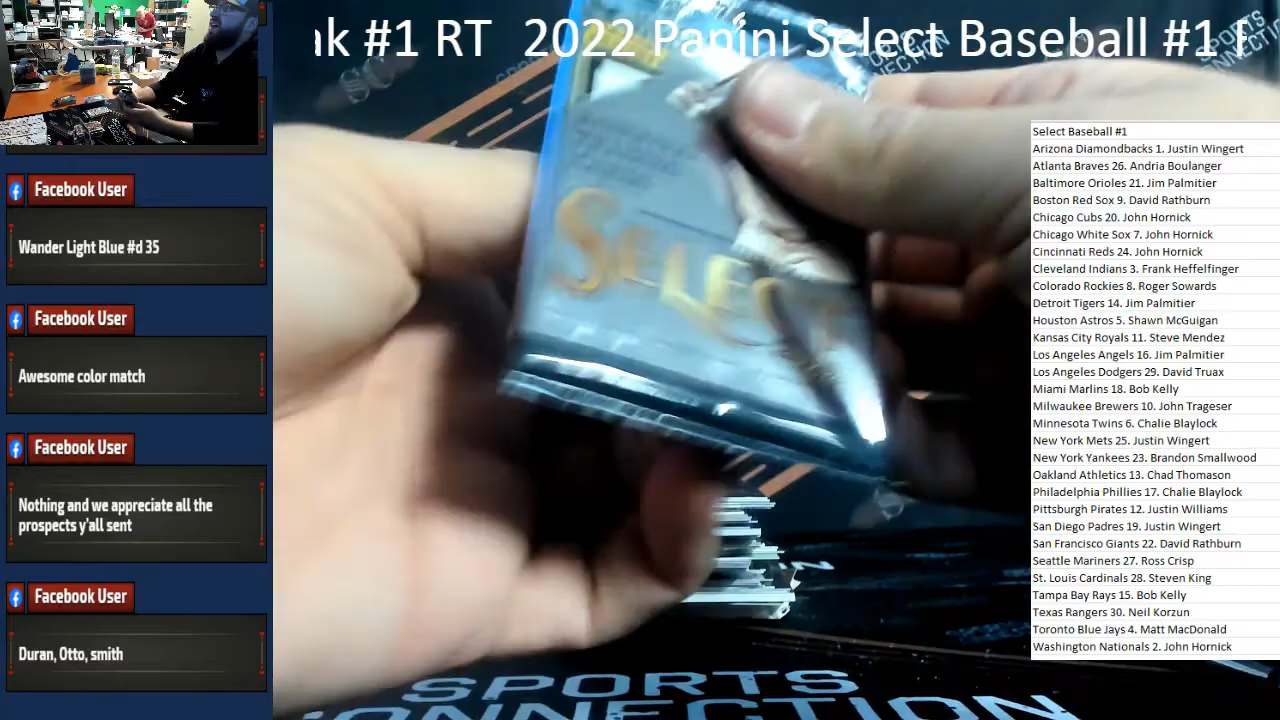 ak #1 RT 2022 Panini Select Baseball #1
Facebook User
Wander Light Blue #d 35
Facebook User
Awesome color match
Facebook User
Nothing and we appreciate all the
prospects y'all sent
Facebook User
Duran, Otto, smith
SELECT
SPORTS
CONNECTION
SPORTS
CONNECTION
Select Baseball #1
Arizona Diamondbacks 1. Justin Wingert
Atlanta Braves 26. Andria Boulanger
Baltimore Orioles 21. Jim Palmitier
Boston Red Sox 9. David Rathburn
Chicago Cubs 20. John Hornick
Chicago White Sox 7. John Hornick
Cincinnati Reds 24. John Hornick
Cleveland Indians 3. Frank Heffelfinger
Colorado Rockies 8. Roger Sowards
Detroit Tigers 14. Jim Palmitier
Houston Astros 5. Shawn McGuigan
Kansas City Royals 11. Steve Mendez
Los Angeles Angels 16. Jim Palmitier
Los Angeles Dodgers 29. David Truax
Miami Marlins 18. Bob Kelly
Milwaukee Brewers 10. John Trageser
Minnesota Twins 6. Chalie Blaylock
New York Mets 25. Justin Wingert
New York Yankees 23. Brandon Smallwood
Oakland Athletics 13. Chad Thomason
Philadelphia Phillies 17. Chalie Blaylock
Pittsburgh Pirates 12. Justin Williams
San Diego Padres 19. Justin Wingert
San Francisco Giants 22. David Rathburn
Seattle Mariners 27. Ross Crisp
St. Louis Cardinals 28. Steven King
Tampa Bay Rays 15. Bob Kelly
Texas Rangers 30. Neil Korzun
Toronto Blue Jays 4. Matt MacDonald
Washington Nationals 2. John Hornick